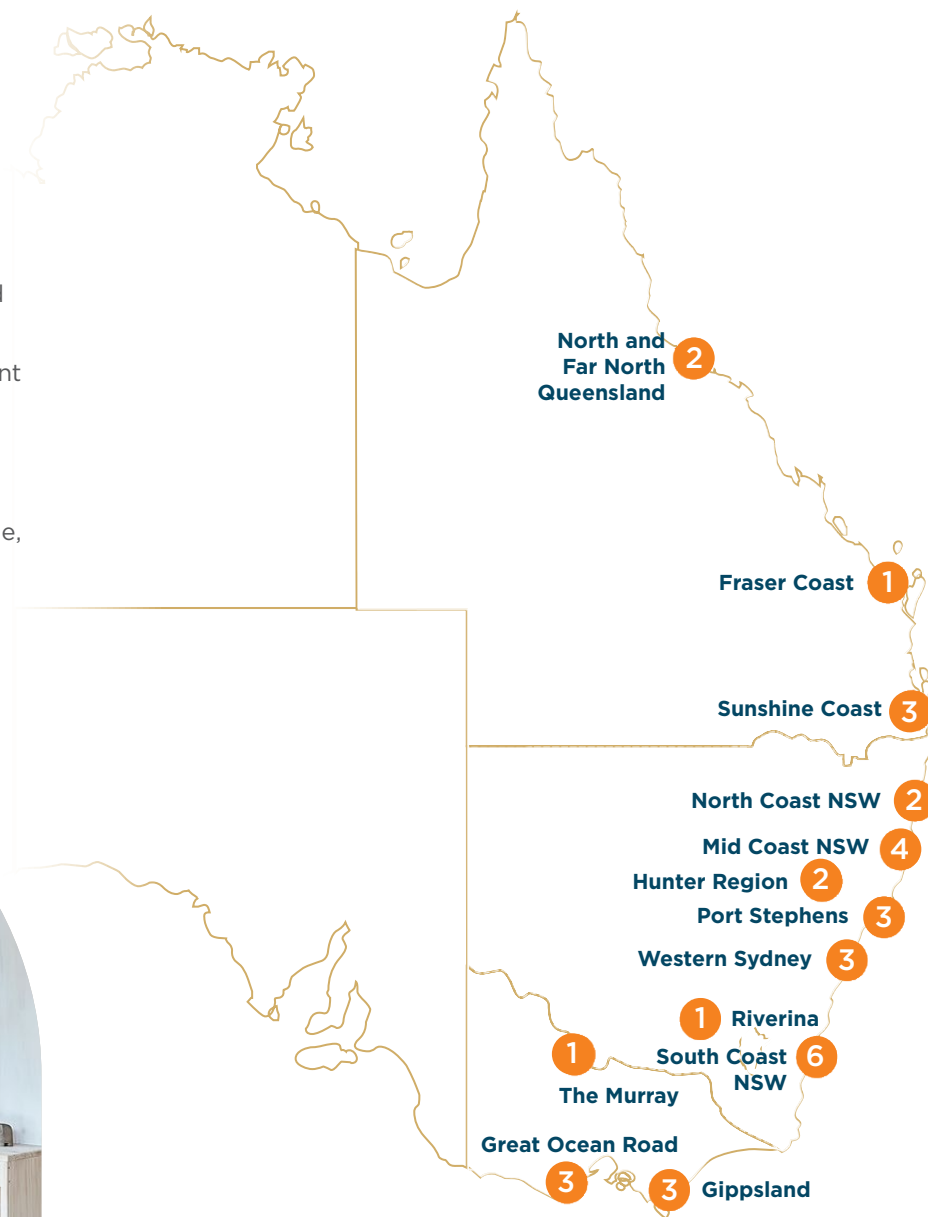 nt
e,
North and
Far North
Queensland
2
Fraser Coast
1
Sunshine Coast
3
North Coast NSW
2
Mid Coast NSW
4
Hunter Region
2
Port Stephens
3
Western Sydney
3
1
Riverina
South Coast
NSW
6
1
The Murray
Great Ocean Road
3
3
Gippsland